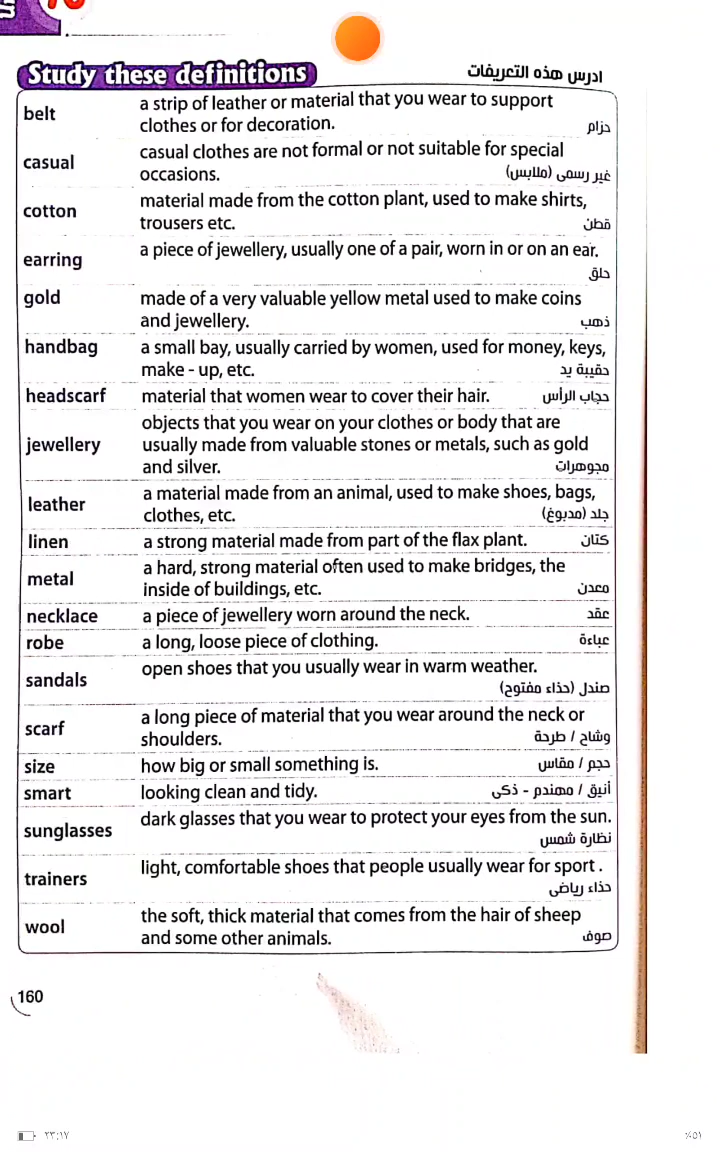 Study these definitions
ادرس هذه التعريفات
belt
a strip of leather or material that you wear to support
clothes or for decoration.
حزام
casual
casual clothes are not formal or not suitable for special
occasions.
غير رسمى (ملابس)
cotton
material made from the cotton plant, used to make shirts,
trousers etc.
قطن
earring
a piece of jewellery, usually one of a pair, worn in or on an ear.
حلق
gold
made of a very valuable yellow metal used to make coins
and jewellery.
ذهب
handbag
a small bay, usually carried by women, used for money, keys,
make - up, etc.
حقيبة يد
headscarf
material that women wear to cover their hair.
حجاب الرأس
jewellery
objects that you wear on your clothes or body that are
usually made from valuable stones or metals, such as gold
and silver.
مجوهرات
leather
a material made from an animal, used to make shoes, bags,
clothes, etc.
جلد (مدبوغ)
linen
a strong material made from part of the flax plant.
كتان
metal
a hard, strong material often used to make bridges, the
inside of buildings, etc.
معدن
necklace
a piece of jewellery worn around the neck.
عقد
robe
a long, loose piece of clothing.
عباءة
sandals
open shoes that you usually wear in warm weather.
صندل (حذاء مفتوح)
scarf
a long piece of material that you wear around the neck or
shoulders.
وشاح / طرحة
size
how big or small something is.
حجم / مقاس
smart
looking clean and tidy.
أنيق / مهندم - ذكى
sunglasses
dark glasses that you wear to protect your eyes from the sun.
نظارة شمس
trainers
light, comfortable shoes that people usually wear for sport .
حذاء رياضى
wool
the soft, thick material that comes from the hair of sheep
and some other animals.
صوف
160
٢٣:١٧
٪٥١